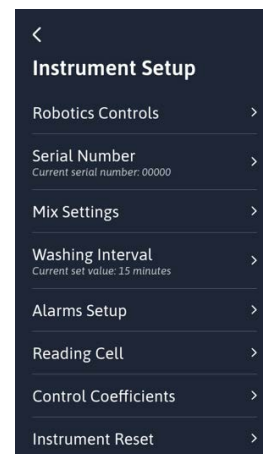 Instrument Setup
Robotics Controls
Serial Number
Current serial number: 00000
Mix Settings
Washing Interval
Current set value: 15 minutes
Alarms Setup
Reading Cell
Control Coefficients
Instrument Reset